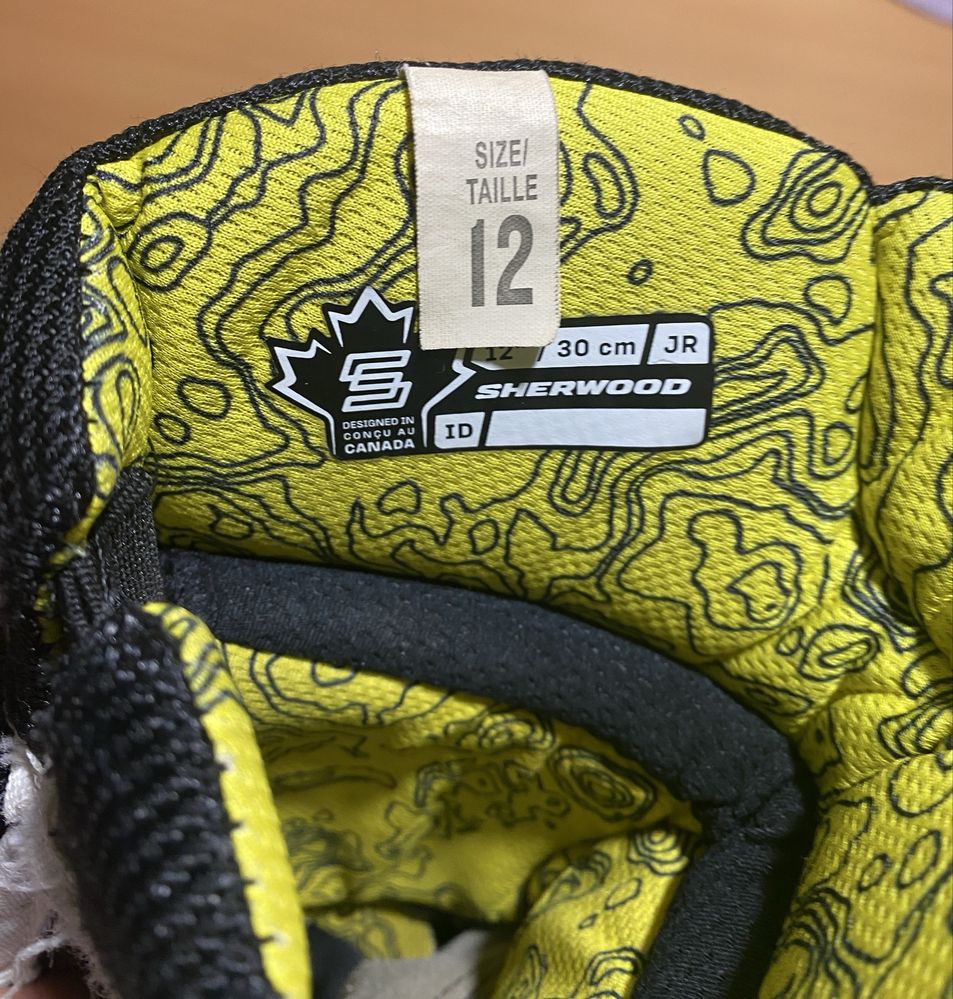 SIZE/
TAILLE
12
12" / 30 cm JR
SHERWOOD
ID
DESIGNED IN
CONÇU AU
CANADA